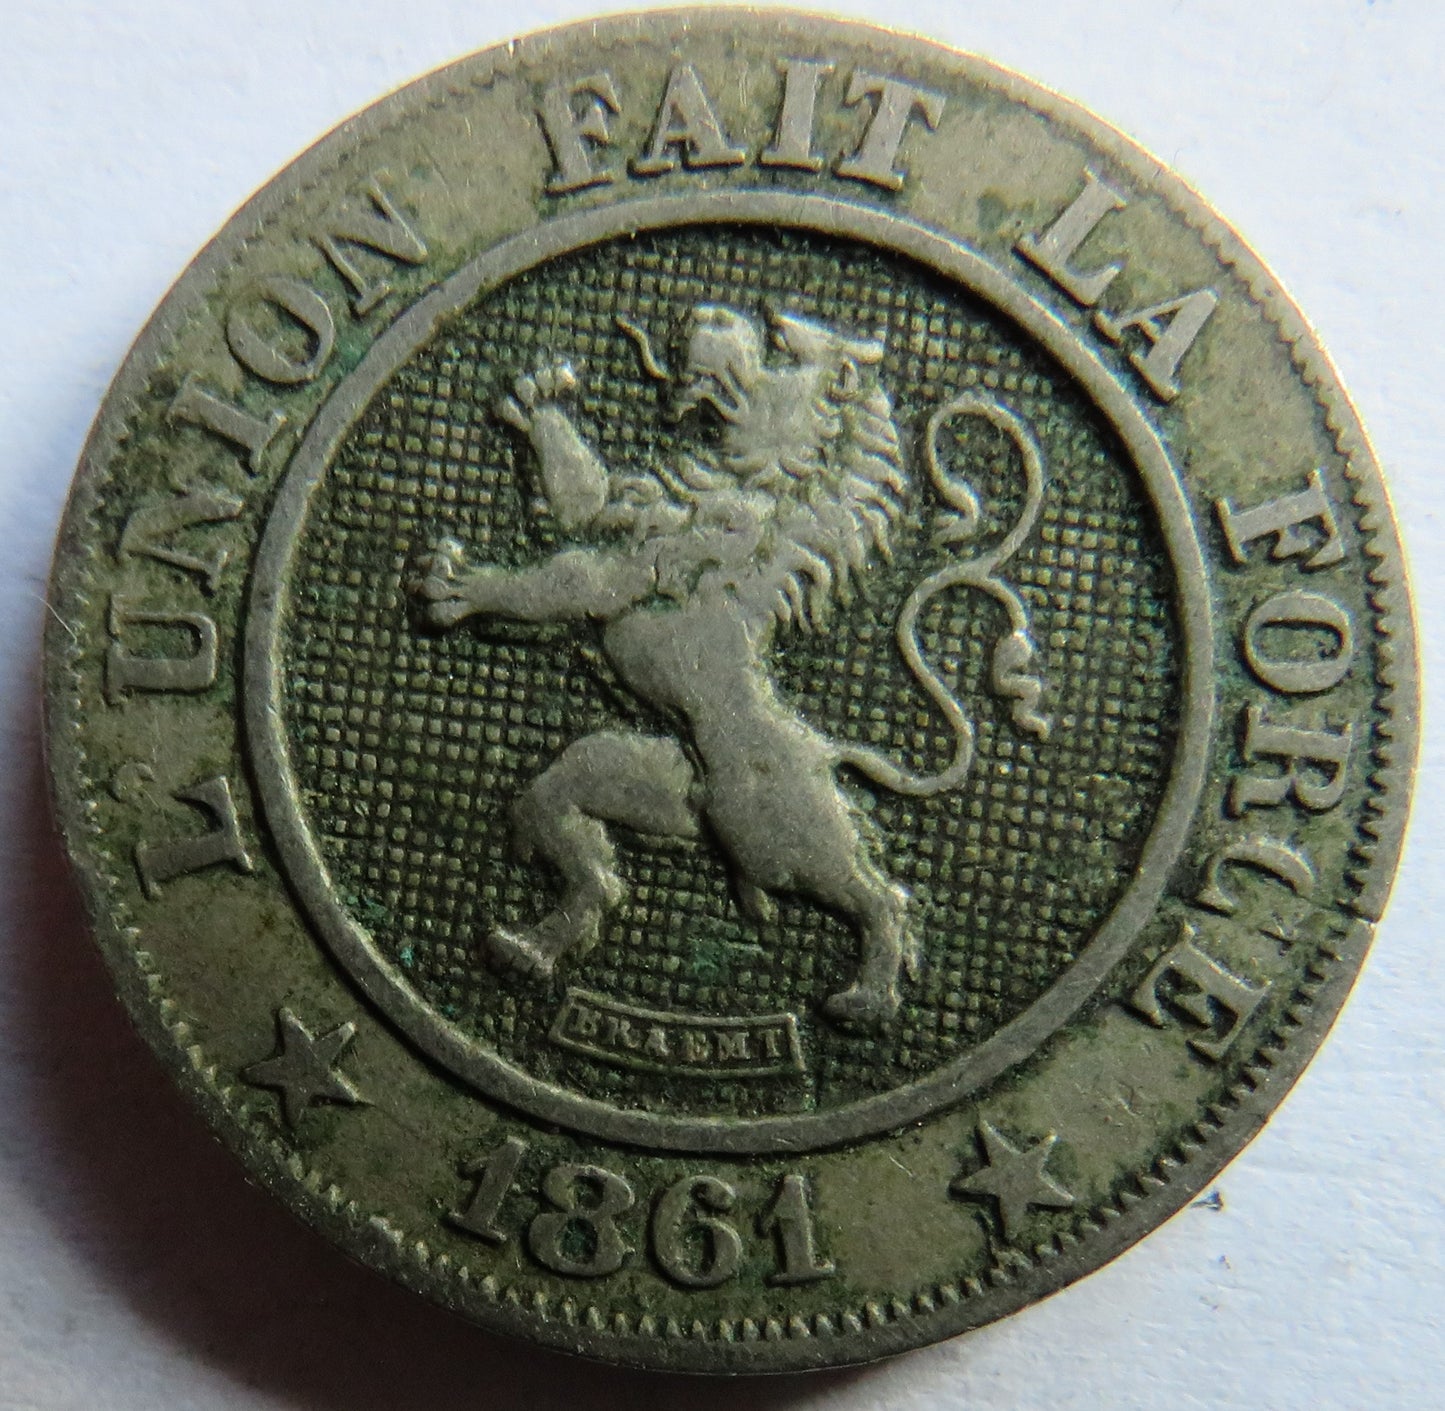 L'UNION FAIT LA FORCE
BRAEMT
1861